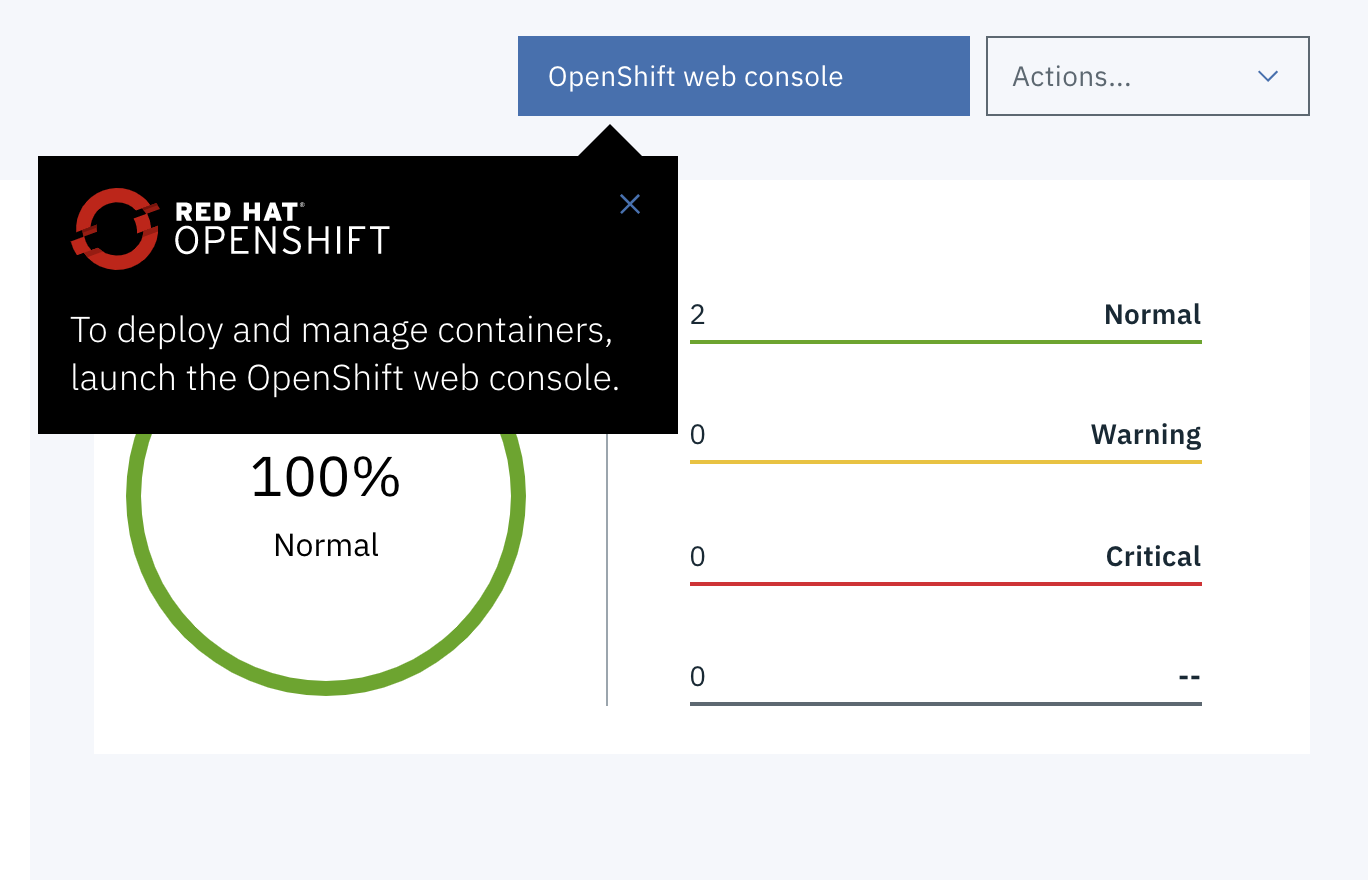 OpenShift web console
Actions...
RED HAT®
OPENSHIFT
To deploy and manage containers,
launch the OpenShift web console.
100%
Normal
2 Normal
0 Warning
0 Critical
0 --